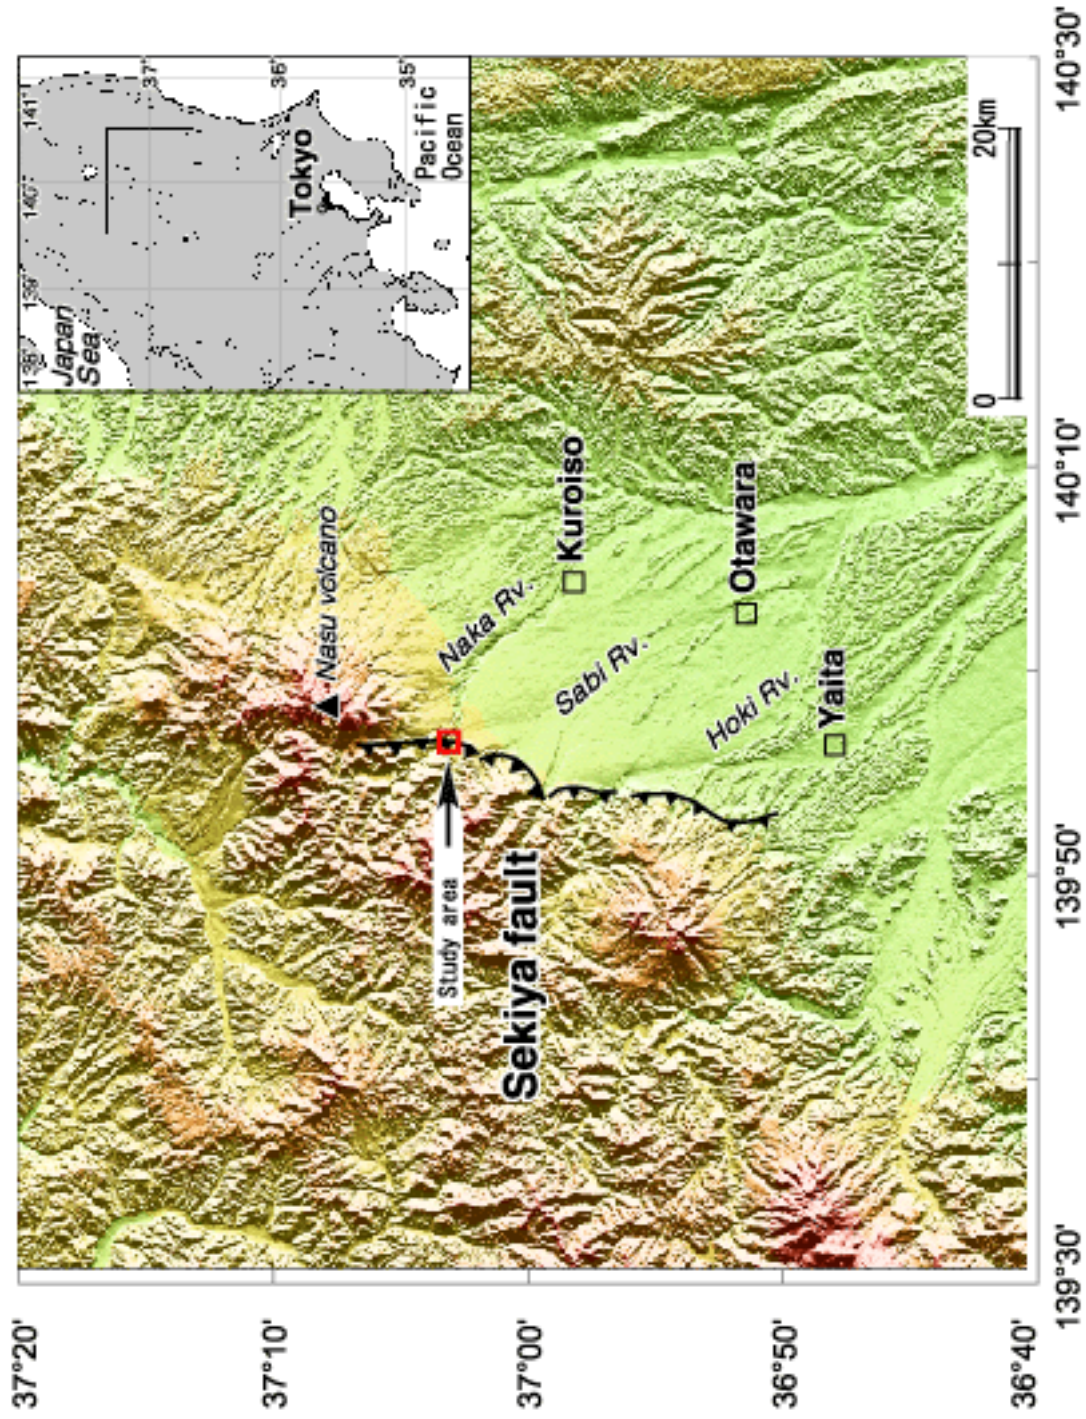 37°20'
37°10'
37°00'
36°50'
36°40'
139°30'
139°50'
140°10'
140°30'
138°
139°
140°
141°
37°
36°
35°
Japan
Sea
Tokyo
Pacific
Ocean
Nasu volcano
Naka Rv.
Kuroiso
Sabi Rv.
Otawara
Hoki Rv.
Yaita
Study area
Sekiya fault
0
20km